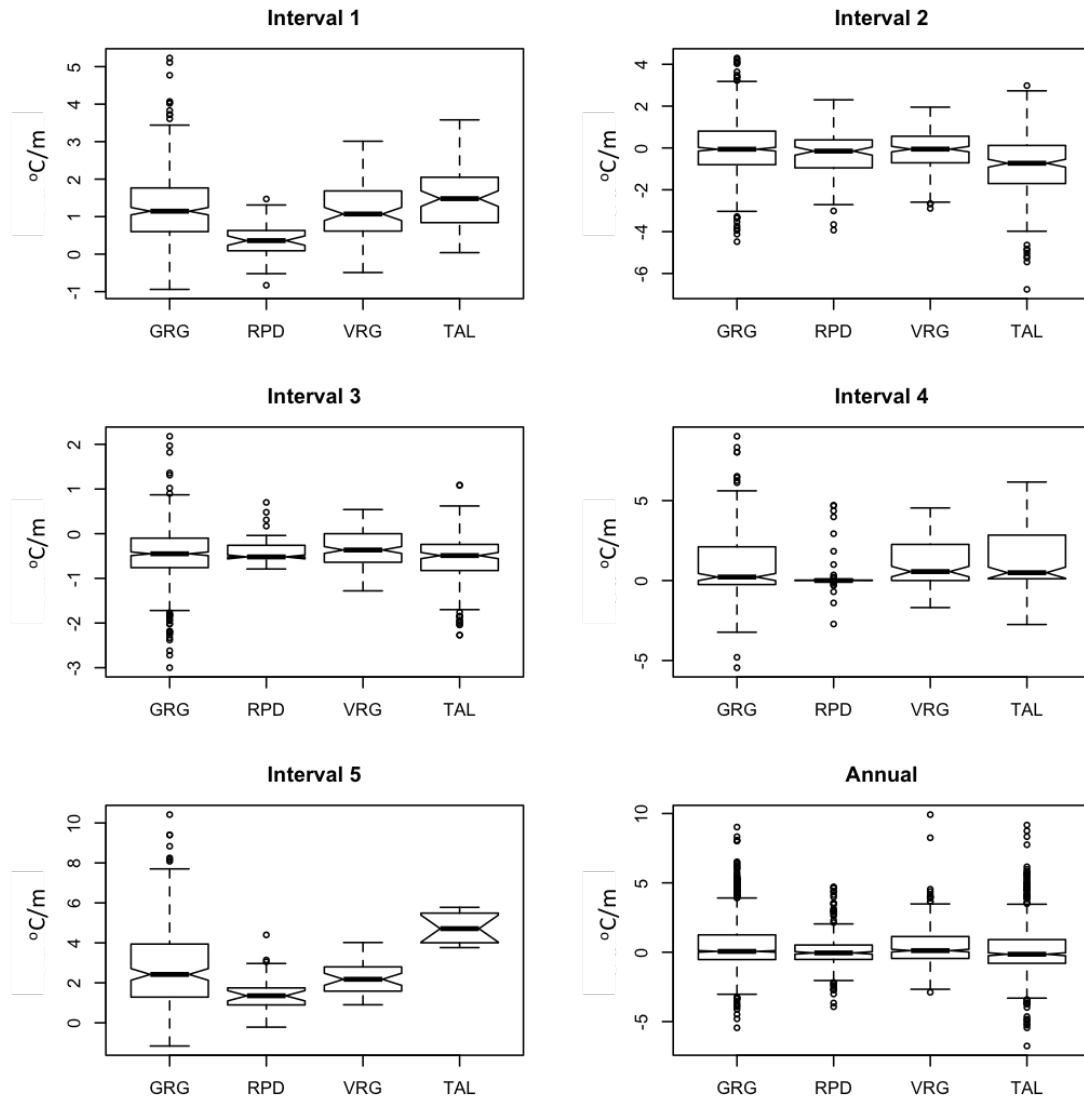 Interval 1
Interval 2
5
4
3
2
1
0
-1
°C/m
GRG RPD VRG TAL
4
2
0
-2
-4
-6
°C/m
GRG RPD VRG TAL
Interval 3
Interval 4
2
1
0
-1
-2
-3
°C/m
GRG RPD VRG TAL
5
0
-5
°C/m
GRG RPD VRG TAL
Interval 5
Annual
10
8
6
4
2
0
°C/m
GRG RPD VRG TAL
10
5
0
-5
°C/m
GRG RPD VRG TAL